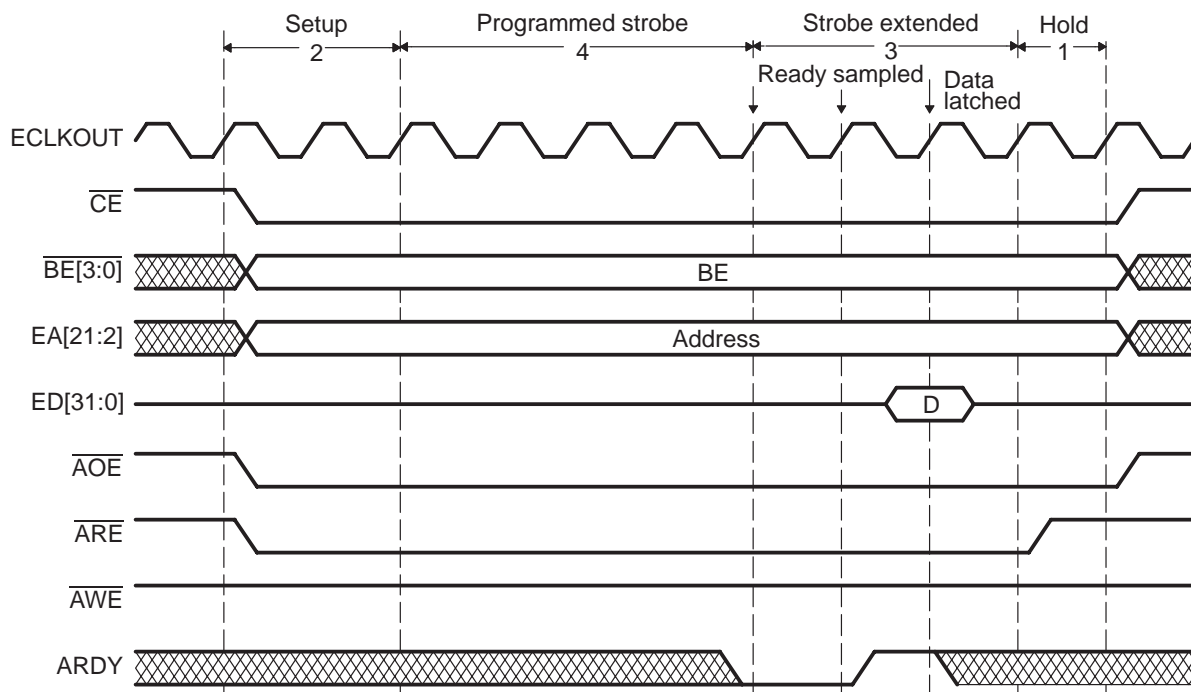 Setup
2
Programmed strobe
4
Strobe extended
3
Hold
1
Ready sampled
Data
latched
ECLKOUT
CE
BE[3:0]
BE
EA[21:2]
Address
ED[31:0]
D
AOE
ARE
AWE
ARDY